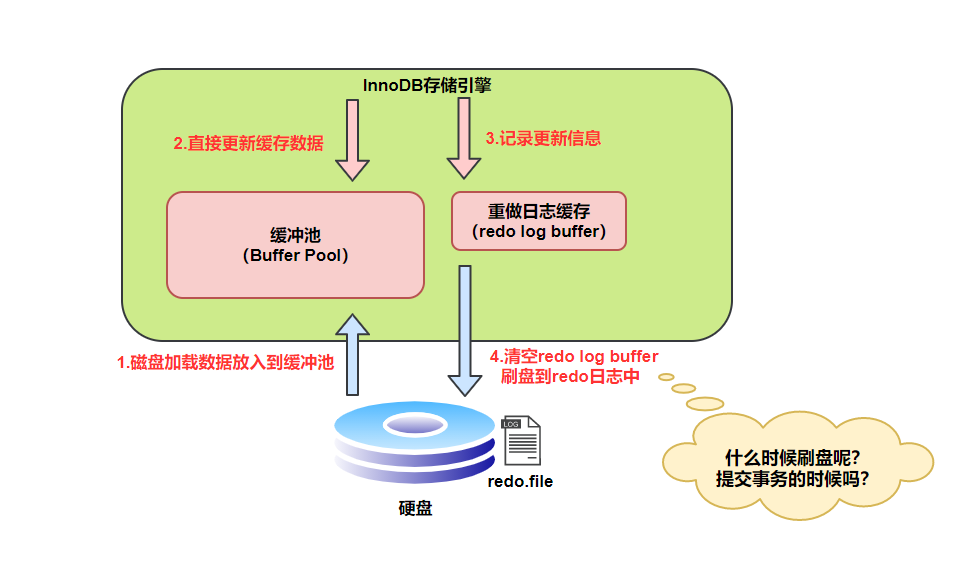 InnoDB存储引擎
2.直接更新缓存数据
3.记录更新信息
缓冲池
(Buffer Pool)
重做日志缓存
(redo log buffer)
1.磁盘加载数据放入到缓冲池
4.清空redo log buffer
刷盘到redo日志中
LOG
redo.file
硬盘
什么时候刷盘呢?
提交事务的时候吗?